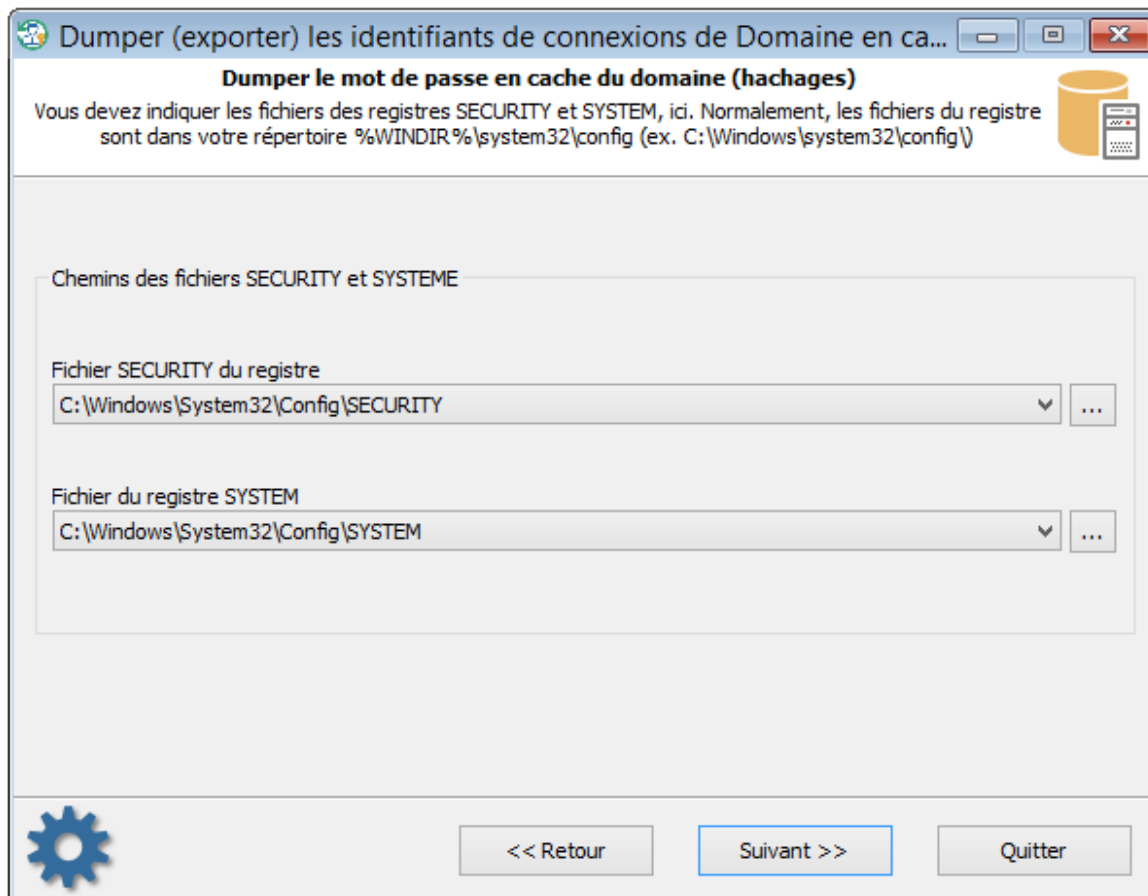 Dumper (exporter) les identifiants de connexions de Domaine en ca...
Dumper le mot de passe en cache du domaine (hachages)
Vous devez indiquer les fichiers des registres SECURITY et SYSTEM, ici. Normalement, les fichiers du registre
sont dans votre répertoire %WINDIR%\system32\config (ex. C:\Windows\system32\config\)
Chemins des fichiers SECURITY et SYSTEME
Fichier SECURITY du registre
C:\Windows\System32\Config\SECURITY
...
Fichier du registre SYSTEM
C:\Windows\System32\Config\SYSTEM
...
<< Retour
Suivant >>
Quitter